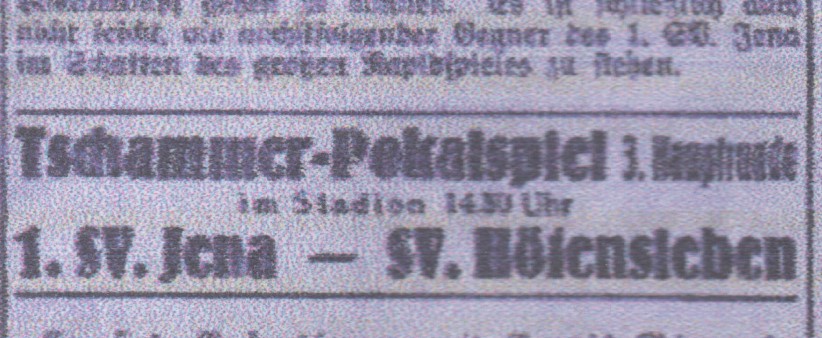 nicht leicht, als nachfolgender Gegner des 1. SV. Jena
im Schatten des großen Pokalspieles zu stehen.
Tschammer-Pokalspiel 3. Hauptrunde
im Stadion 14.30 Uhr
1. SV. Jena — SV. Hötensleben